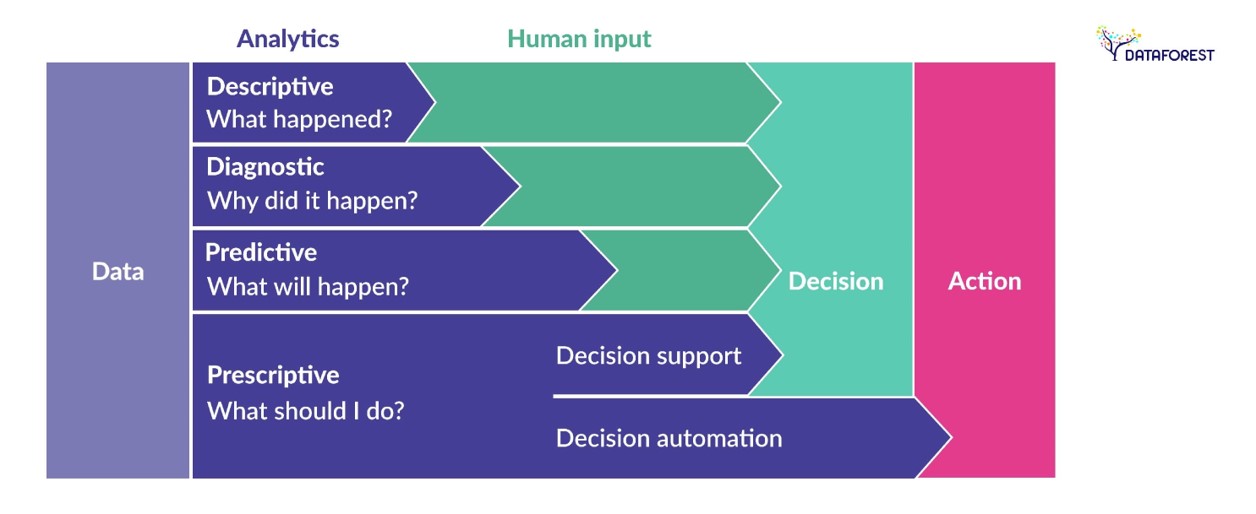 Analytics
Human input
DATAFOREST
Data
Descriptive
What happened?
Diagnostic
Why did it happen?
Predictive
What will happen?
Prescriptive
What should I do?
Decision support
Decision automation
Decision
Action